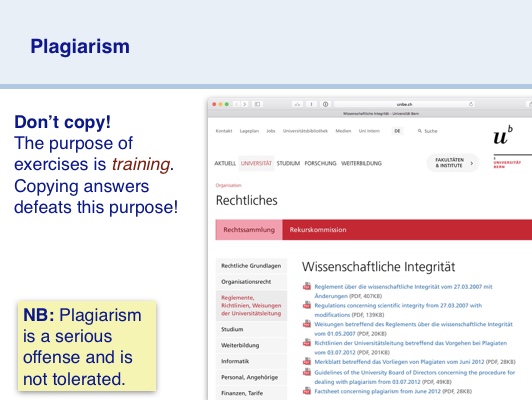 Plagiarism
Don't copy!
The purpose of
exercises is training.
Copying answers
defeats this purpose!
NB: Plagiarism
is a serious
offense and is
not tolerated.
unibe.ch
Wissenschaftliche Integrität - Universität Bern
Kontakt Lageplan Jobs Universitätsbibliothek Medien Uni Intern DE Suche
u^b
UNIVERSITÄT
BERN
AKTUELL UNIVERSITÄT STUDIUM FORSCHUNG WEITERBILDUNG
FAKULTÄTEN
& INSTITUTE
Organisation
Rechtliches
Rechtssammlung Rekurskommission
Rechtliche Grundlagen
Organisationsrecht
Reglemente,
Richtlinien, Weisungen
der Universitätsleitung
Studium
Weiterbildung
Informatik
Personal, Angehörige
Finanzen, Tarife
Wissenschaftliche Integrität
Reglement über die wissenschaftliche Integrität vom 27.03.2007 mit
Änderungen (PDF, 407KB)
Regulations concerning scientific integrity from 27.03.2007 with
modifications (PDF, 139KB)
Weisungen betreffend des Reglements über die wissenschaftliche Integrität
vom 01.05.2007 (PDF, 20KB)
Richtlinien der Universitätsleitung betreffend das Vorgehen bei Plagiaten
vom 03.07.2012 (PDF, 201KB)
Merkblatt betreffend das Vorliegen von Plagiaten vom Juni 2012 (PDF, 28KB)
Guidelines of the University Board of Directors concerning the procedure for
dealing with plagiarism from 03.07.2012 (PDF, 49KB)
Factsheet concerning plagiarism from June 2012 (PDF, 28KB)